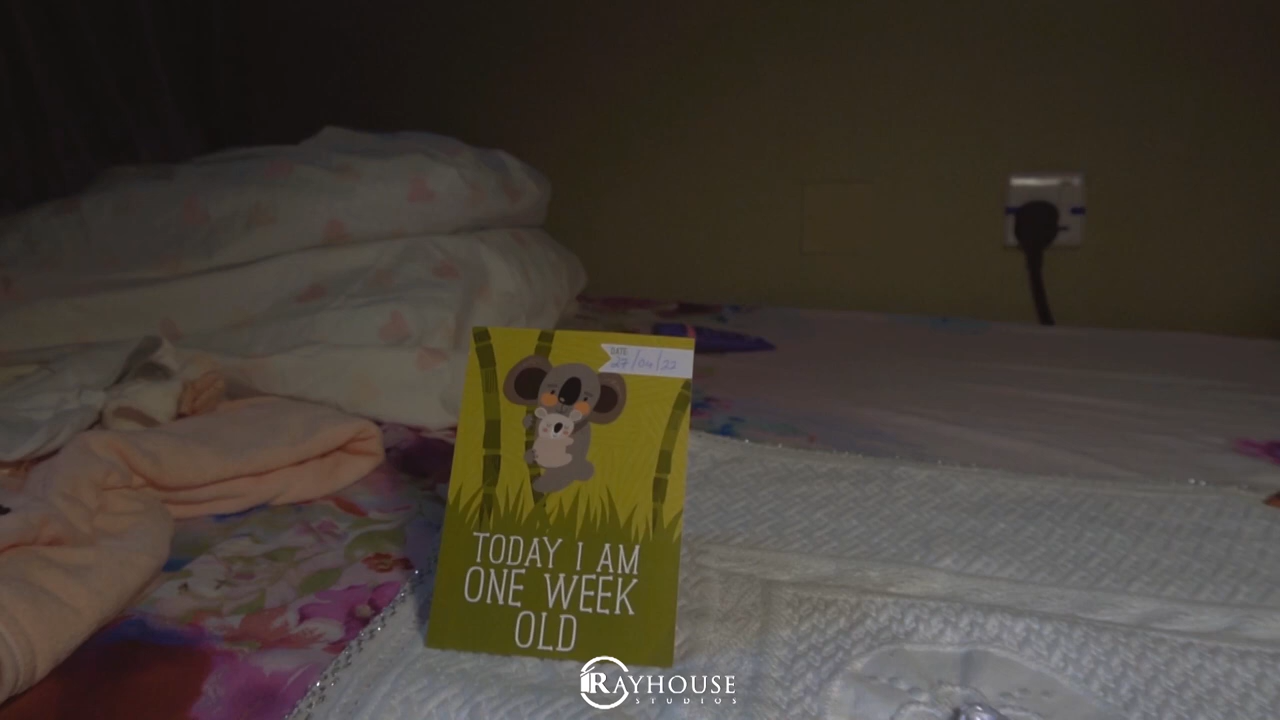 DATE
27/04/22
TODAY I AM
ONE WEEK
OLD
RAYHOUSE
STUDIOS